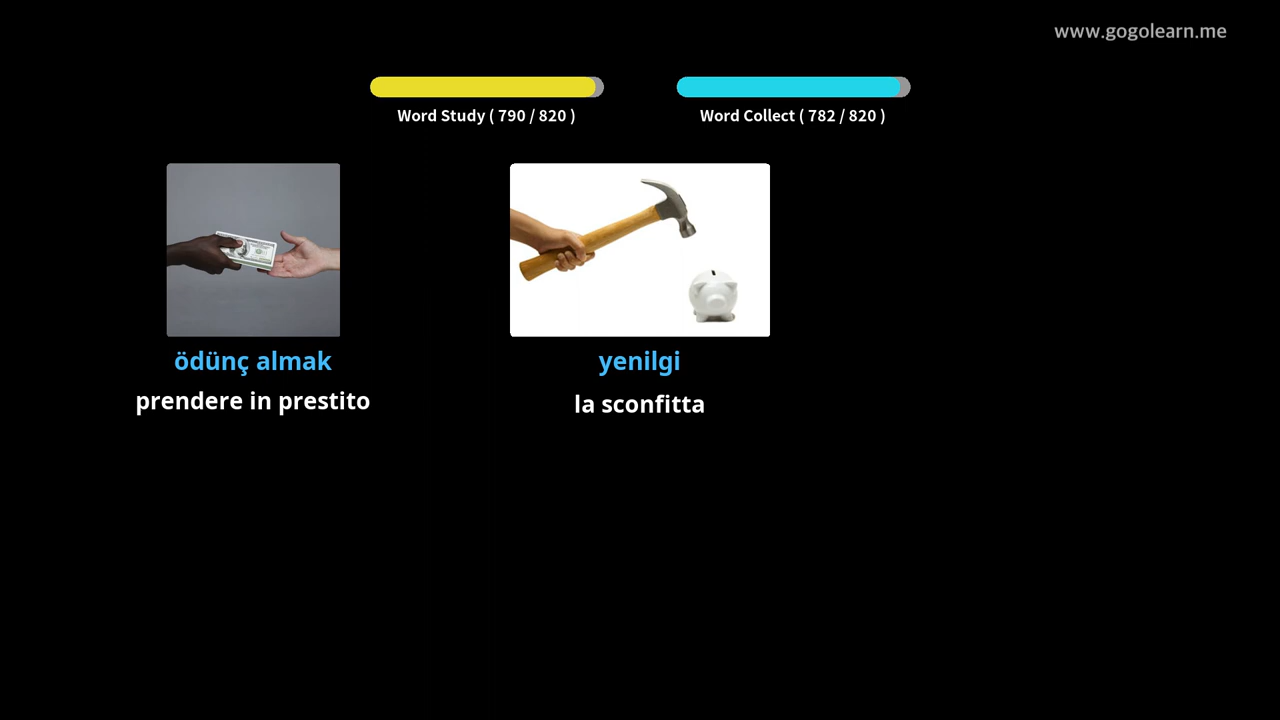 www.gogolearn.me
Word Study ( 790 / 820 )
Word Collect ( 782 / 820 )
ödünç almak
prendere in prestito
yenilgi
la sconfitta